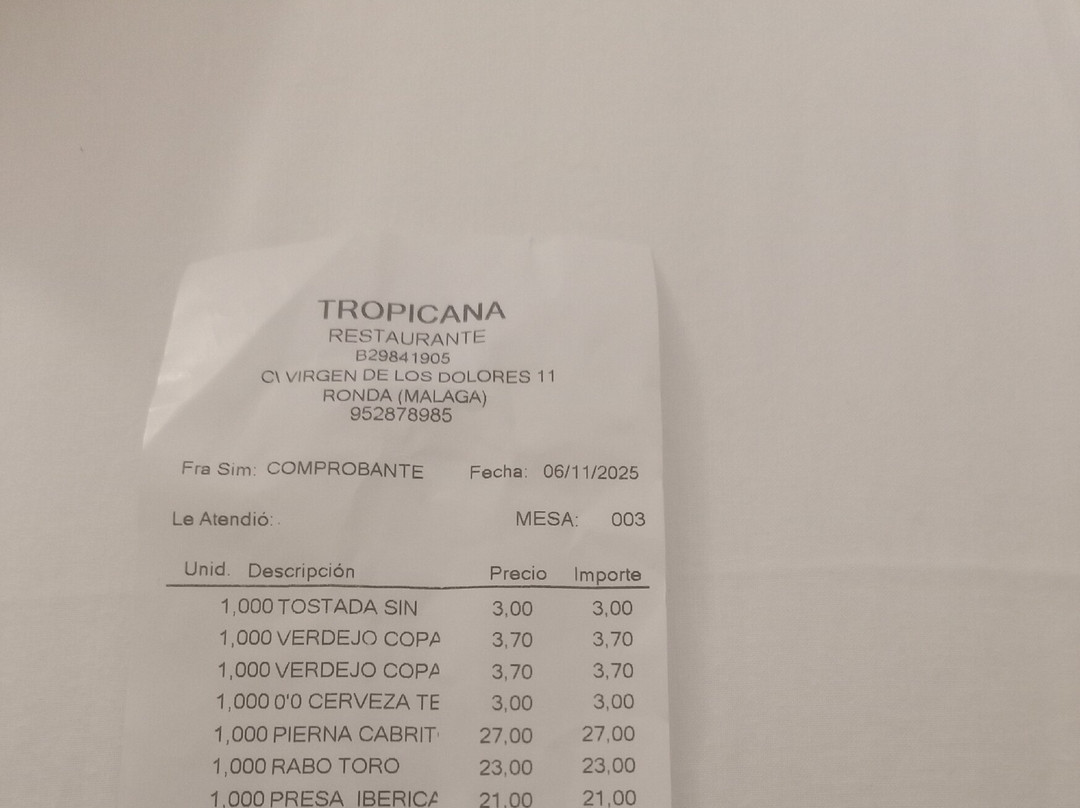 TROPICANA
RESTAURANTE
B29841905
C\ VIRGEN DE LOS DOLORES 11
RONDA (MALAGA)
952878985
Fra Sim: COMPROBANTE Fecha: 06/11/2025
Le Atendió: . MESA: 003
Unid. Descripción Precio Importe
1,000 TOSTADA SIN 3,00 3,00
1,000 VERDEJO COPA 3,70 3,70
1,000 VERDEJO COPA 3,70 3,70
1,000 0'0 CERVEZA TE 3,00 3,00
1,000 PIERNA CABRIT 27,00 27,00
1,000 RABO TORO 23,00 23,00
1,000 PRESA IBERICA 21,00 21,00